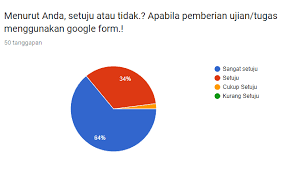 Menurut Anda, setuju atau tidak.? Apabila pemberian ujian/tugas
menggunakan google form.!
50 tanggapan
Sangat setuju
Setuju
Cukup Setuju
Kurang Setuju
34%
64%